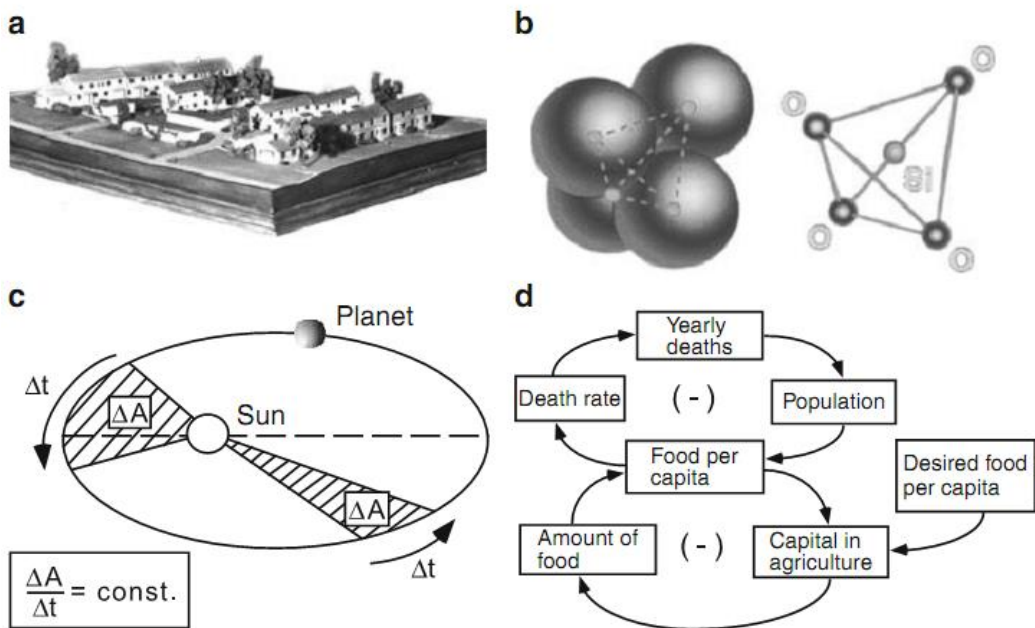 a
b
O
O
O
O
c
Planet
Δt
ΔA
Sun
ΔA
Δt
ΔA/Δt = const.
d
Yearly
deaths
Death rate
(-)
Population
Food per
capita
Desired food
per capita
Amount of
food
(-)
Capital in
agriculture